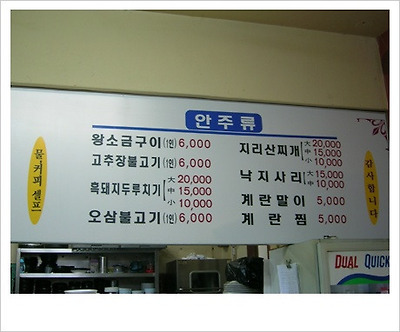 안주류
왕소금구이(1인) 6,000
고추장불고기(1인) 6,000
흑돼지두루치기 大 20,000
中 15,000
小 10,000
오삼불고기(1인) 6,000
지리산찌개 大 20,000
中 15,000
小 10,000
낙지사리 大 15,000
中 10,000
계란말이 5,000
계란찜 5,000
물·커피 셀프
감사합니다
DUAL QUICK